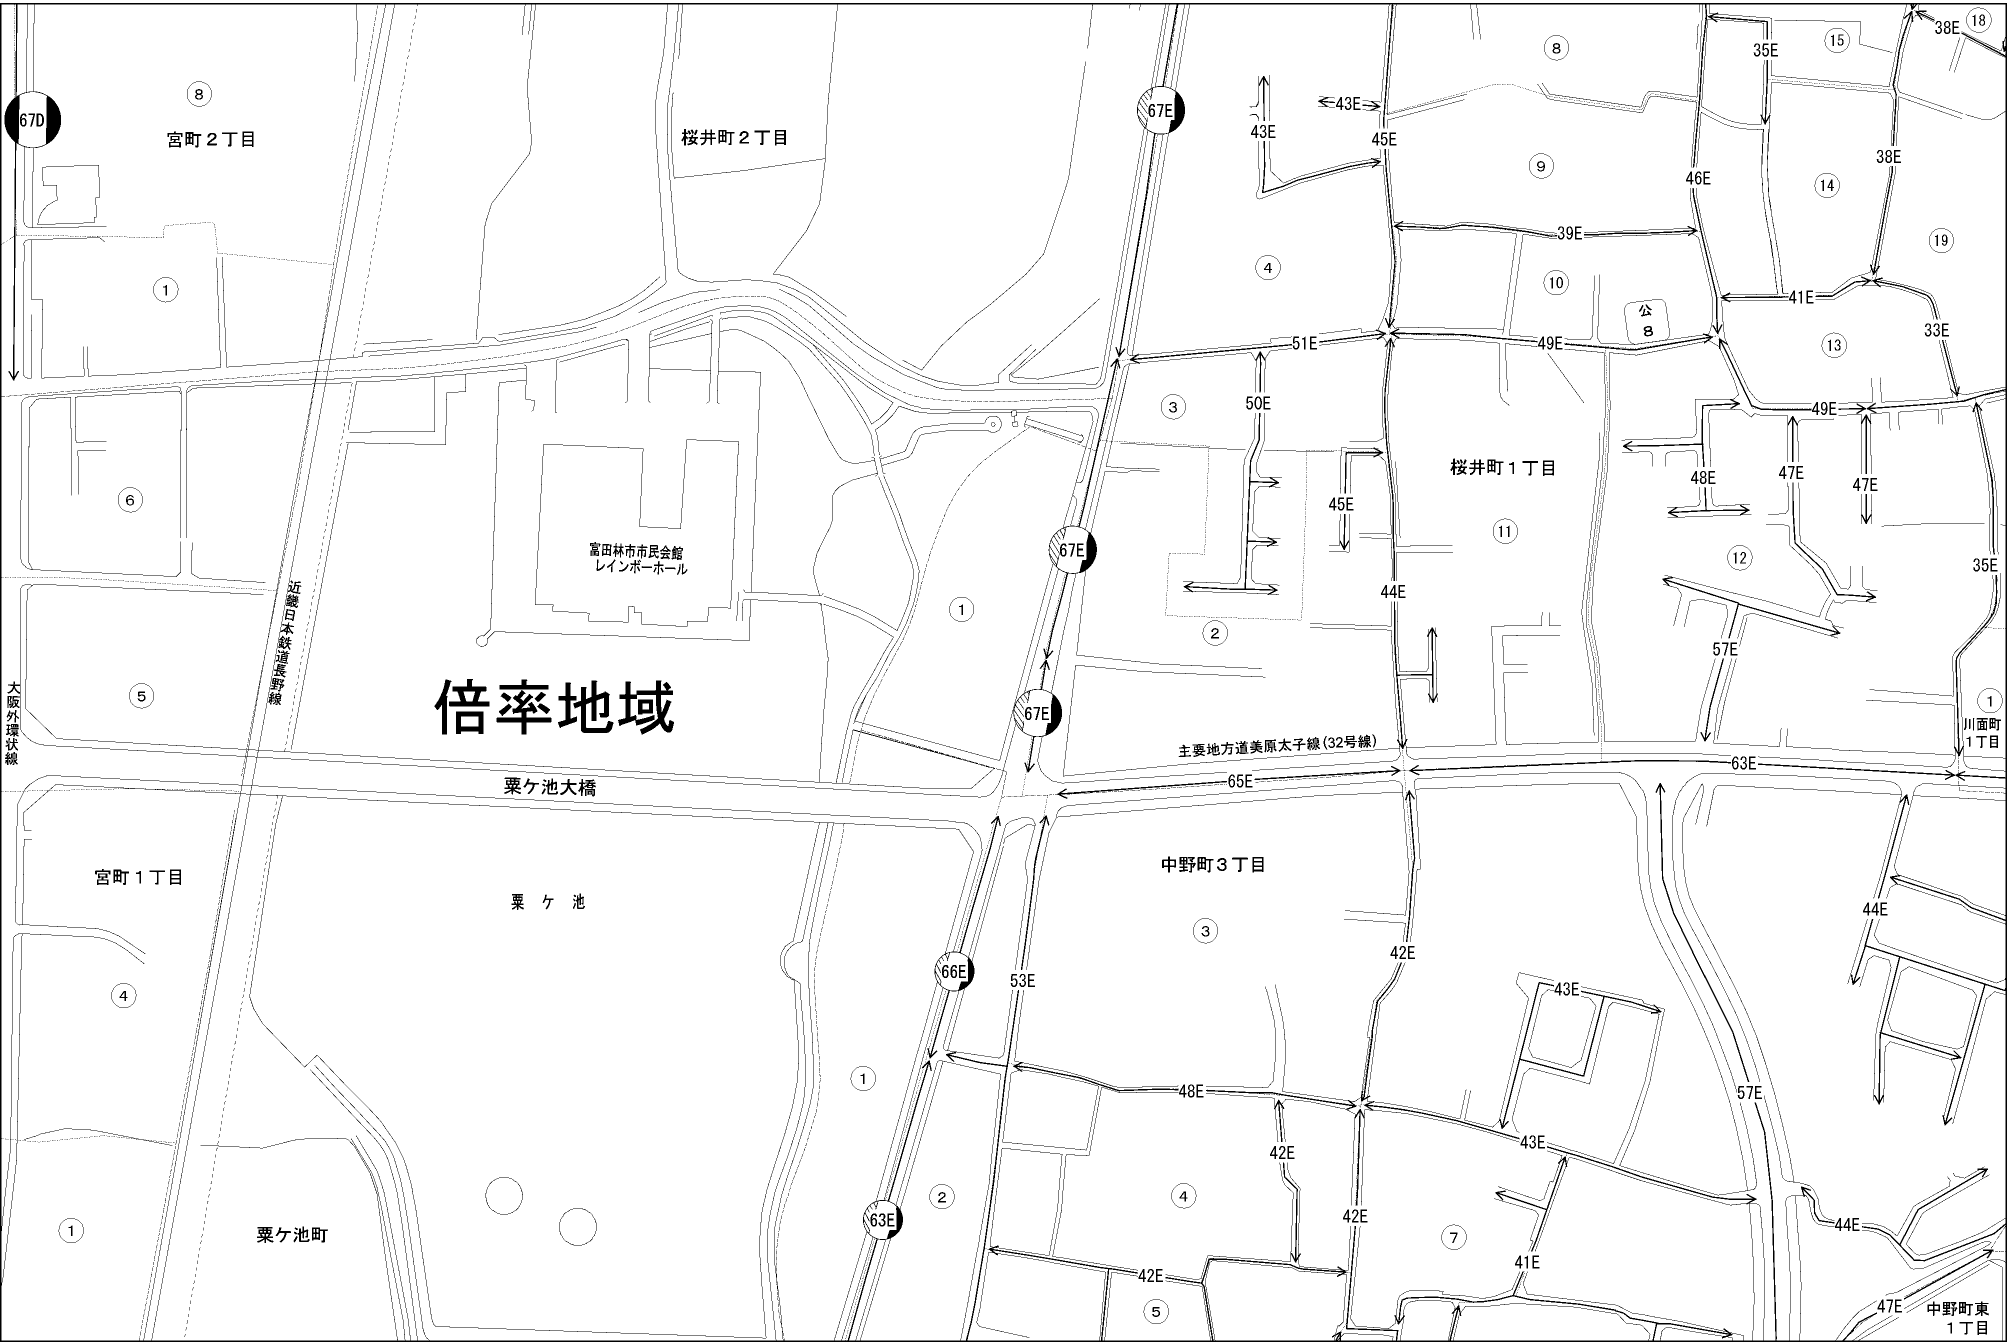 18
38E
15
35E
8
8
67D
67E
43E
43E
45E
宮町2丁目
桜井町2丁目
38E
9
46E
14
39E
19
4
10
1
41E
公
8
33E
51E
49E
13
3
50E
49E
桜井町1丁目
6
45E
48E
47E
47E
11
富田林市市民会館
レインボーホール
67E
12
35E
近畿日本鉄道長野線
44E
1
2
57E
5
大阪外環状線
倍率地域
67E
1
川面町
1丁目
主要地方道美原太子線(32号線)
65E
63E
粟ケ池大橋
中野町3丁目
宮町1丁目
粟ケ池
44E
3
42E
66E
53E
43E
4
1
48E
57E
43E
42E
2
4
63E
42E
44E
1
粟ケ池町
7
41E
42E
5
47E
中野町東
1丁目